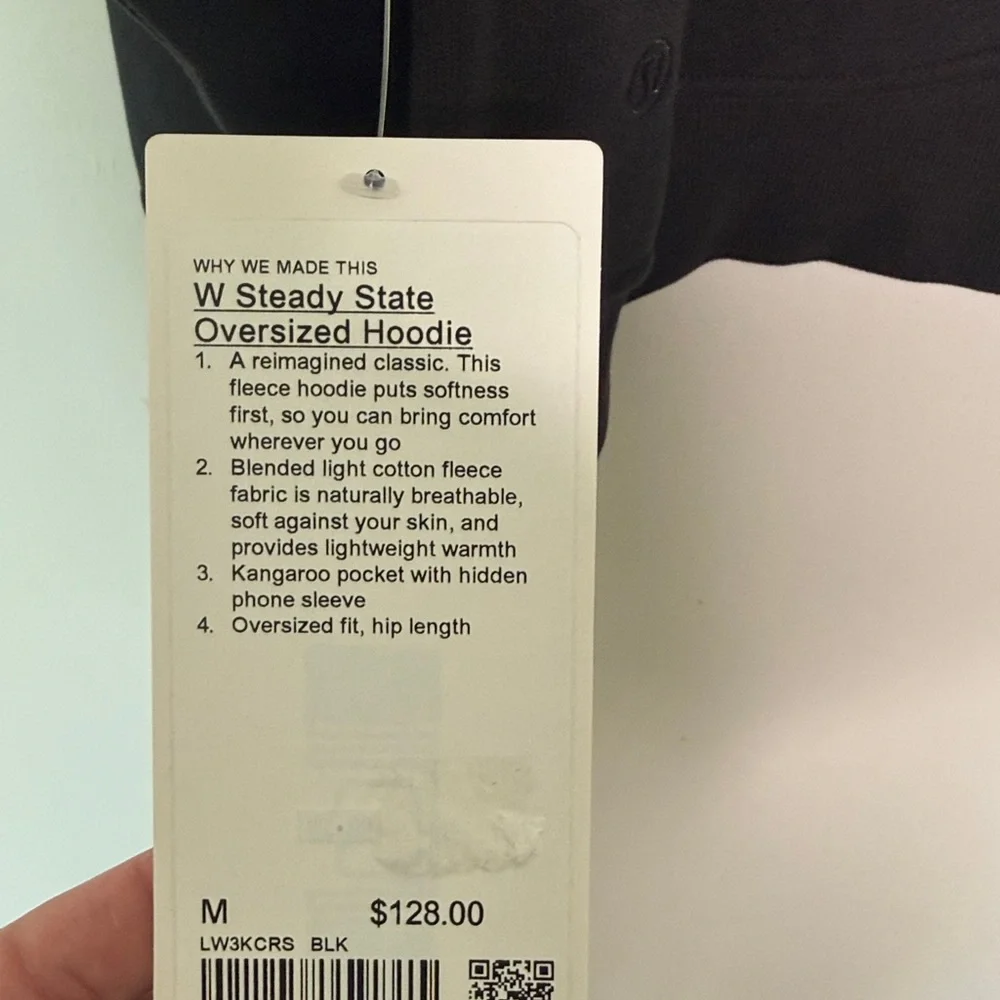 WHY WE MADE THIS
W Steady State
Oversized Hoodie
1. A reimagined classic. This
fleece hoodie puts softness
first, so you can bring comfort
wherever you go
2. Blended light cotton fleece
fabric is naturally breathable,
soft against your skin, and
provides lightweight warmth
3. Kangaroo pocket with hidden
phone sleeve
4. Oversized fit, hip length
M $128.00
LW3KCRS BLK